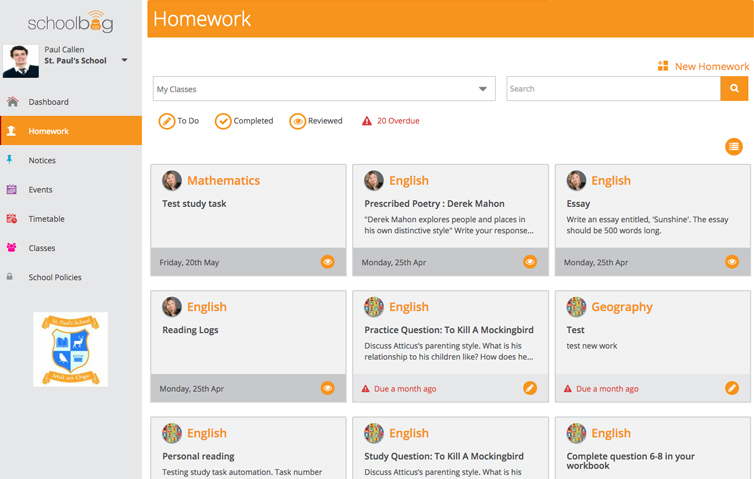 schoolbag
Paul Callen
St. Paul's School
Dashboard
Homework
Notices
Events
Timetable
Classes
School Policies
St. Paul's School
Homework
New Homework
My Classes
Search
To Do
Completed
Reviewed
20 Overdue
Mathematics
Test study task
Friday, 20th May
English
Prescribed Poetry : Derek Mahon
"Derek Mahon explores people and places in
his own distinctive style" Write your response...
Monday, 25th Apr
English
Essay
Write an essay entitled, 'Sunshine'. The essay
should be 500 words long.
Monday, 25th Apr
English
Reading Logs
Monday, 25th Apr
English
Practice Question: To Kill A Mockingbird
Discuss Atticus's parenting style. What is his
relationship to his children like? How does he...
Due a month ago
Geography
Test
test new work
Due a month ago
English
Personal reading
Testing study task automation. Task number
English
Study Question: To Kill A Mockingbird
Discuss Atticus's parenting style. What is his
English
Complete question 6-8 in your
workbook